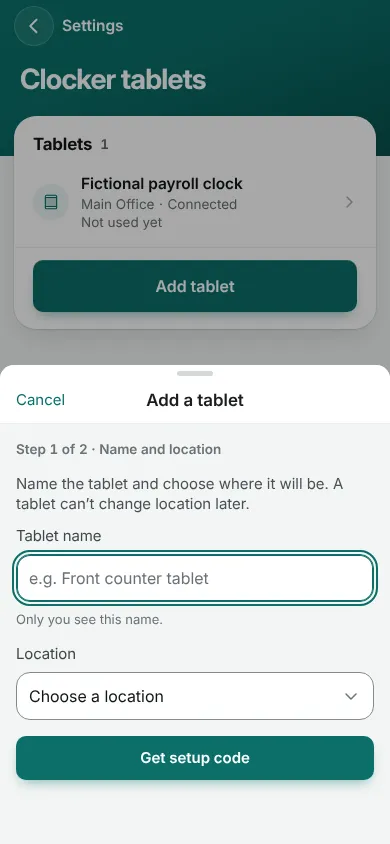 Settings
Clocker tablets
Tablets 1
Fictional payroll clock
Main Office · Connected
Not used yet
Add tablet
Cancel
Add a tablet
Step 1 of 2 · Name and location
Name the tablet and choose where it will be. A
tablet can’t change location later.
Tablet name
e.g. Front counter tablet
Only you see this name.
Location
Choose a location
Get setup code